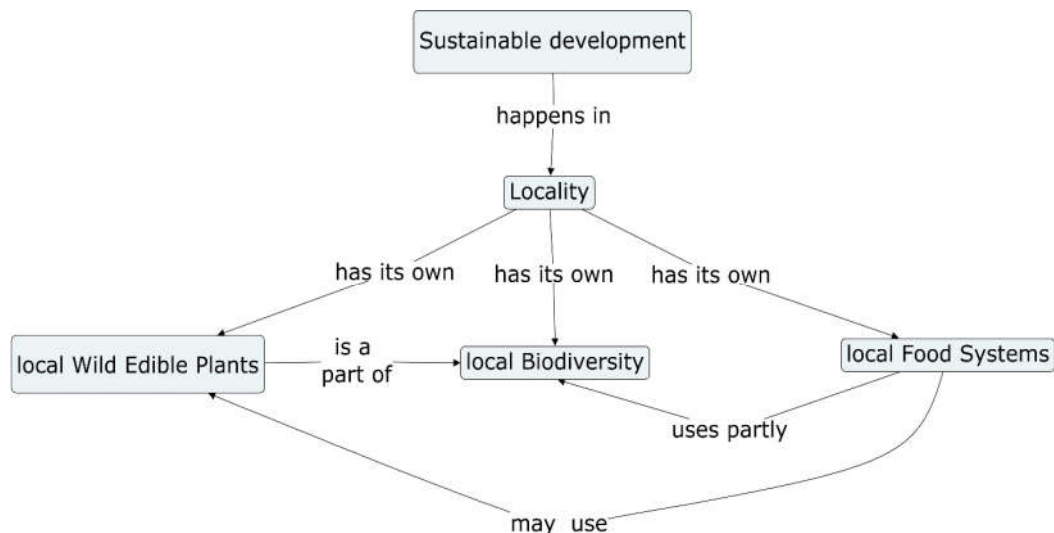 Sustainable development
happens in
Locality
has its own
has its own
has its own
local Wild Edible Plants
is a
part of
local Biodiversity
local Food Systems
uses partly
may use